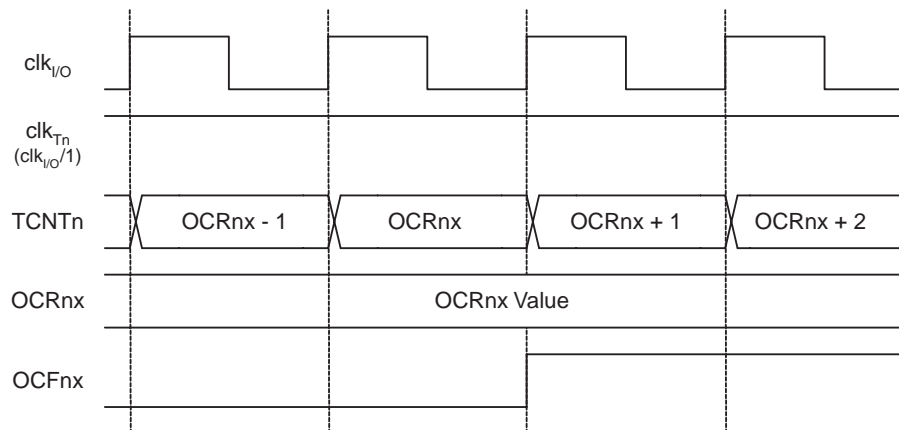 clkI/O
clkTn
(clkI/O/1)
TCNTn OCRnx - 1 OCRnx OCRnx + 1 OCRnx + 2
OCRnx OCRnx Value
OCFnx